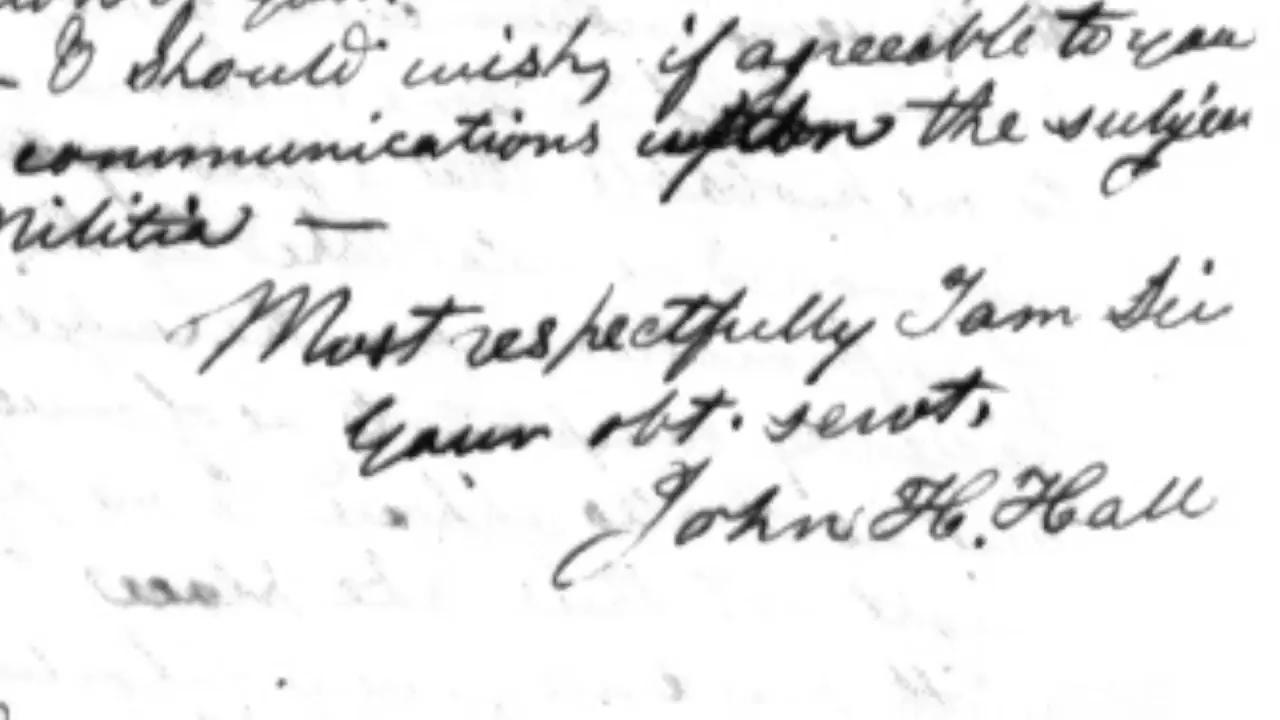 - I should wish, if agreeable to you
communications upon the subject
Militia —
Most respectfully I am Sir
Your obt. servt.
John H. Hall